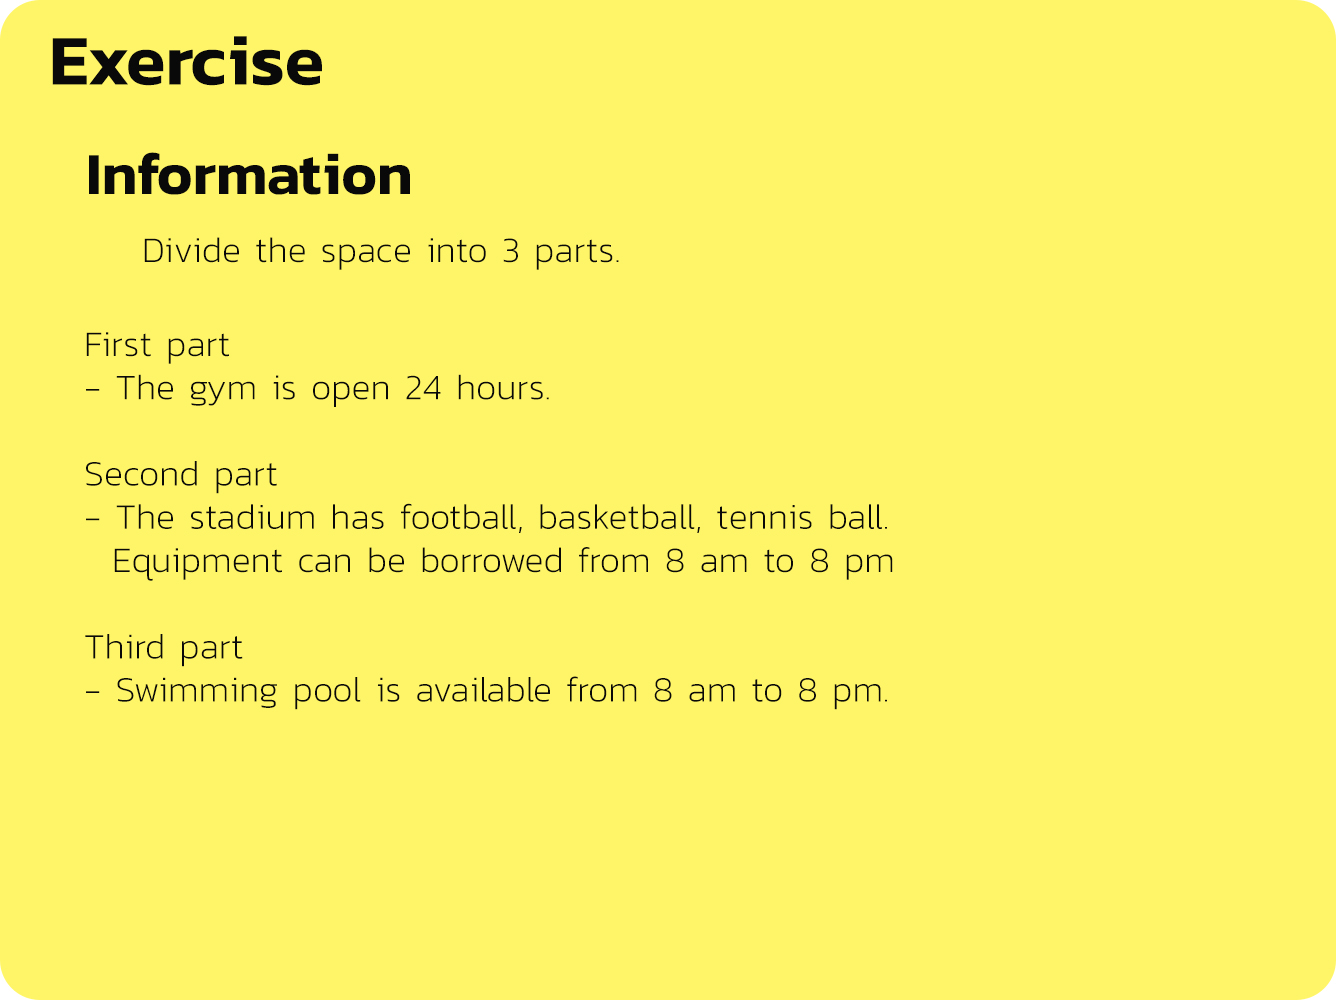 Exercise
Information
Divide the space into 3 parts.
First part
- The gym is open 24 hours.
Second part
- The stadium has football, basketball, tennis ball.
Equipment can be borrowed from 8 am to 8 pm
Third part
- Swimming pool is available from 8 am to 8 pm.